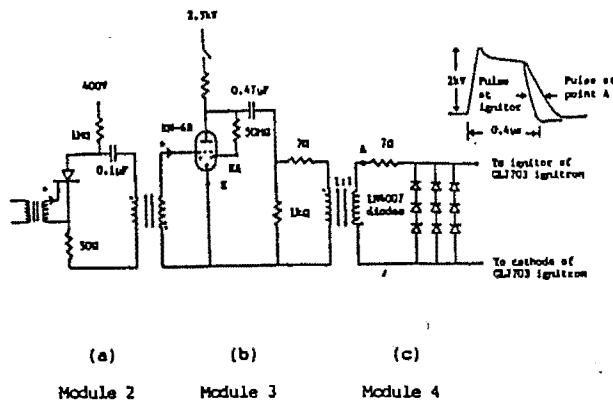 2.5kV
400V
1MΩ
0.1μF
50Ω
KN-6B
0.47μF
50MΩ
KA
K
7Ω
1kΩ
1:1
A
7Ω
1N4007
diodes
2kV
Pulse
at
ignitor
Pulse at
point A
0.4μs
To ignitor of
GL7703 ignitron
To cathode of
GL7703 ignitron
(a) (b) (c)
Module 2 Module 3 Module 4